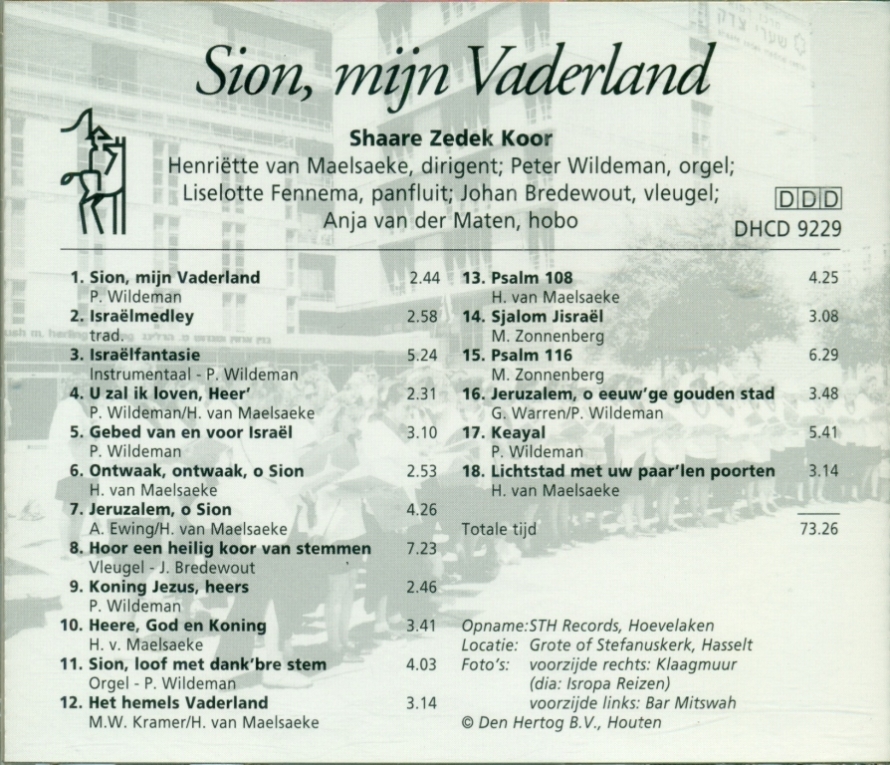 שערי צדק
Sion, mijn Vaderland
Shaare Zedek Koor
Henriëtte van Maelsaeke, dirigent; Peter Wildeman, orgel;
Liselotte Fennema, panfluit; Johan Bredewout, vleugel;
Anja van der Maten, hobo
DDD
DHCD 9229
1. Sion, mijn Vaderland 2.44
P. Wildeman
2. Israëlmedley 2.58
trad.
3. Israëlfantasie 5.24
Instrumentaal - P. Wildeman
4. U zal ik loven, Heer' 2.31
P. Wildeman/H. van Maelsaeke
5. Gebed van en voor Israël 3.10
P. Wildeman
6. Ontwaak, ontwaak, o Sion 2.53
H. van Maelsaeke
7. Jeruzalem, o Sion 4.26
A. Ewing/H. van Maelsaeke
8. Hoor een heilig koor van stemmen 7.23
Vleugel - J. Bredewout
9. Koning Jezus, heers 2.46
P. Wildeman
10. Heere, God en Koning 3.41
H. v. Maelsaeke
11. Sion, loof met dank'bre stem 4.03
Orgel - P. Wildeman
12. Het hemels Vaderland 3.14
M.W. Kramer/H. van Maelsaeke
13. Psalm 108 4.25
H. van Maelsaeke
14. Sjalom Jisraël 3.08
M. Zonnenberg
15. Psalm 116 6.29
M. Zonnenberg
16. Jeruzalem, o eeuw'ge gouden stad 3.48
G. Warren/P. Wildeman
17. Keayal 5.41
P. Wildeman
18. Lichtstad met uw paar'len poorten 3.14
H. van Maelsaeke
Totale tijd 73.26
Opname: STH Records, Hoevelaken
Locatie: Grote of Stefanuskerk, Hasselt
Foto's: voorzijde rechts: Klaagmuur
(dia: Isropa Reizen)
voorzijde links: Bar Mitswah
© Den Hertog B.V., Houten